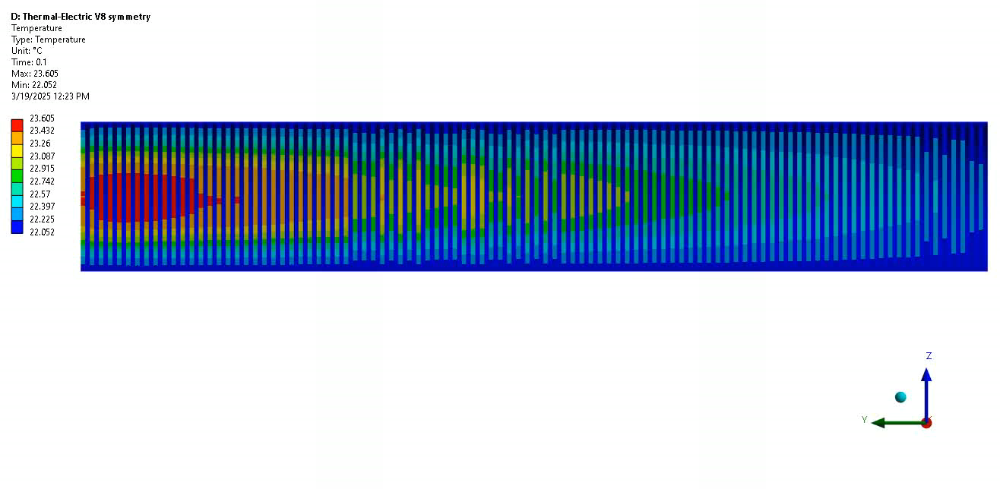 D: Thermal-Electric V8 symmetry
Temperature
Type: Temperature
Unit: °C
Time: 0.1
Max: 23.605
Min: 22.052
3/19/2025 12:23 PM
23.605
23.432
23.26
23.087
22.915
22.742
22.57
22.397
22.225
22.052
Z
Y